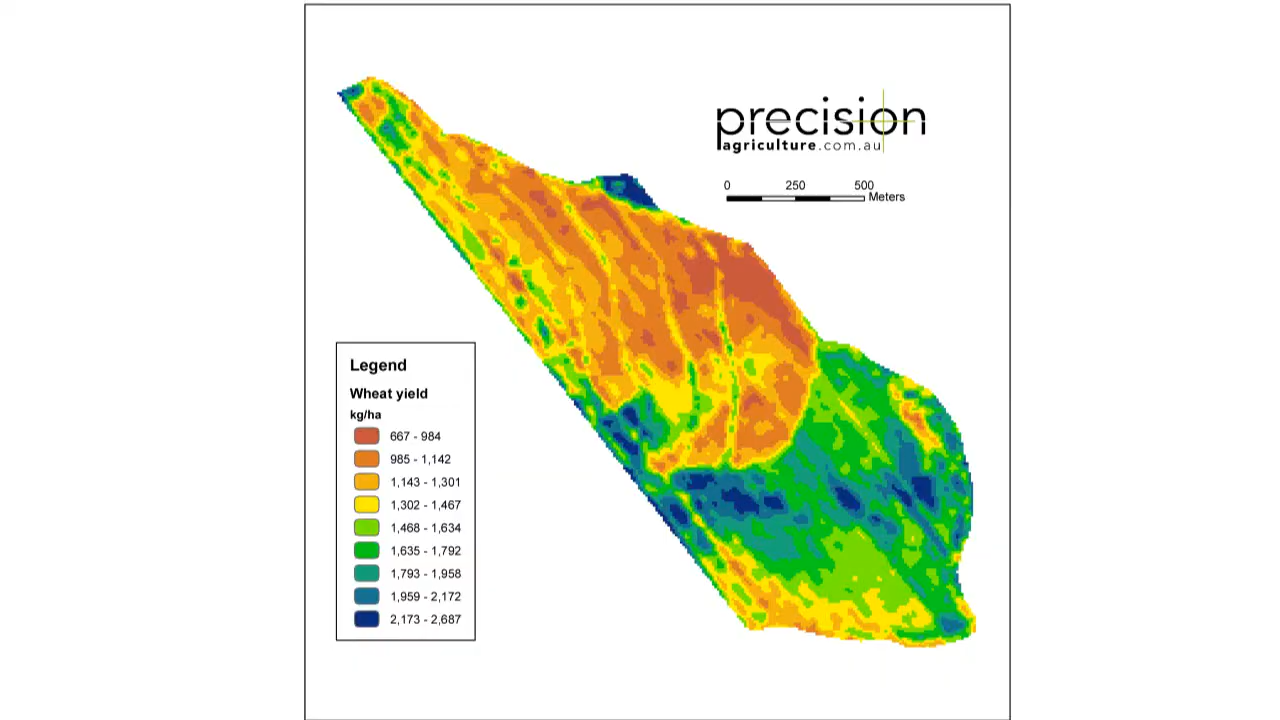 precision
agriculture.com.au
0 250 500
Meters
Legend
Wheat yield
kg/ha
667 - 984
985 - 1,142
1,143 - 1,301
1,302 - 1,467
1,468 - 1,634
1,635 - 1,792
1,793 - 1,958
1,959 - 2,172
2,173 - 2,687